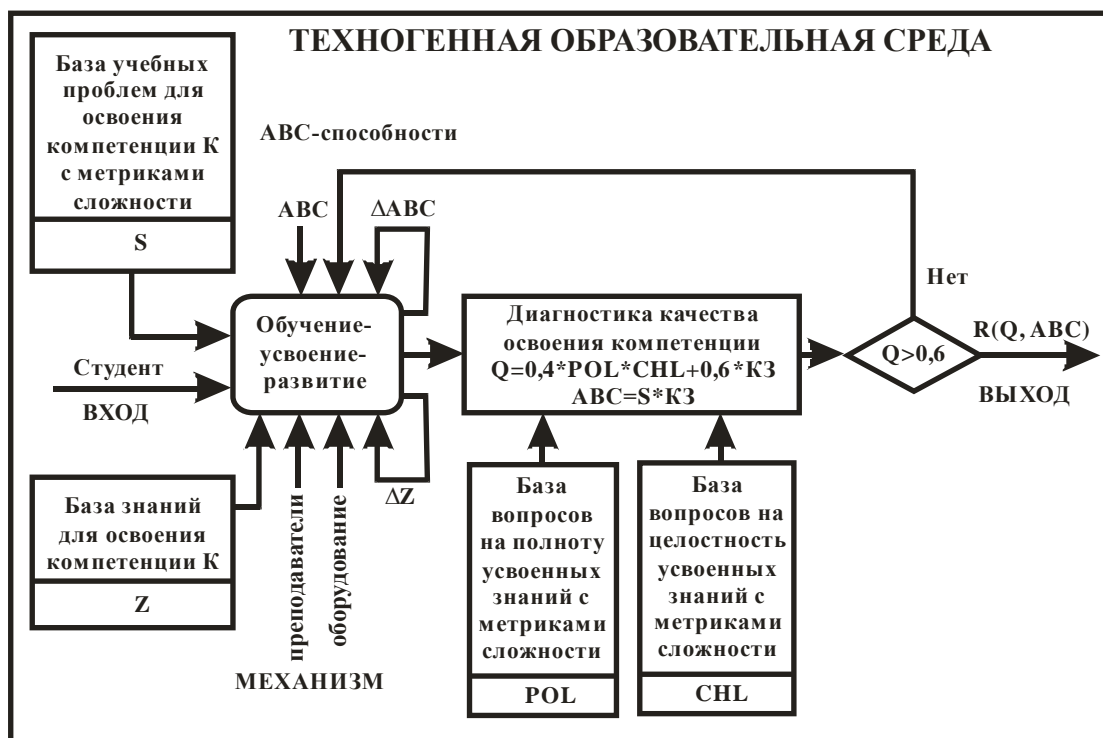 ТЕХНОГЕННАЯ ОБРАЗОВАТЕЛЬНАЯ СРЕДА
База учебных
проблем для
освоения
компетенции К
с метриками
сложности
S
АВС-способности
АВС
ΔАВС
Студент
ВХОД
Обучение-
усвоение-
развитие
База знаний
для освоения
компетенции К
Z
преподаватели
оборудование
МЕХАНИЗМ
ΔZ
Диагностика качества
освоения компетенции
Q=0,4*POL*CHL+0,6*КЗ
АВС=S*КЗ
База
вопросов
на полноту
усвоенных
знаний с
метриками
сложности
POL
База
вопросов на
целостность
усвоенных
знаний с
метриками
сложности
CHL
Нет
Q>0,6
R(Q, АВС)
ВЫХОД